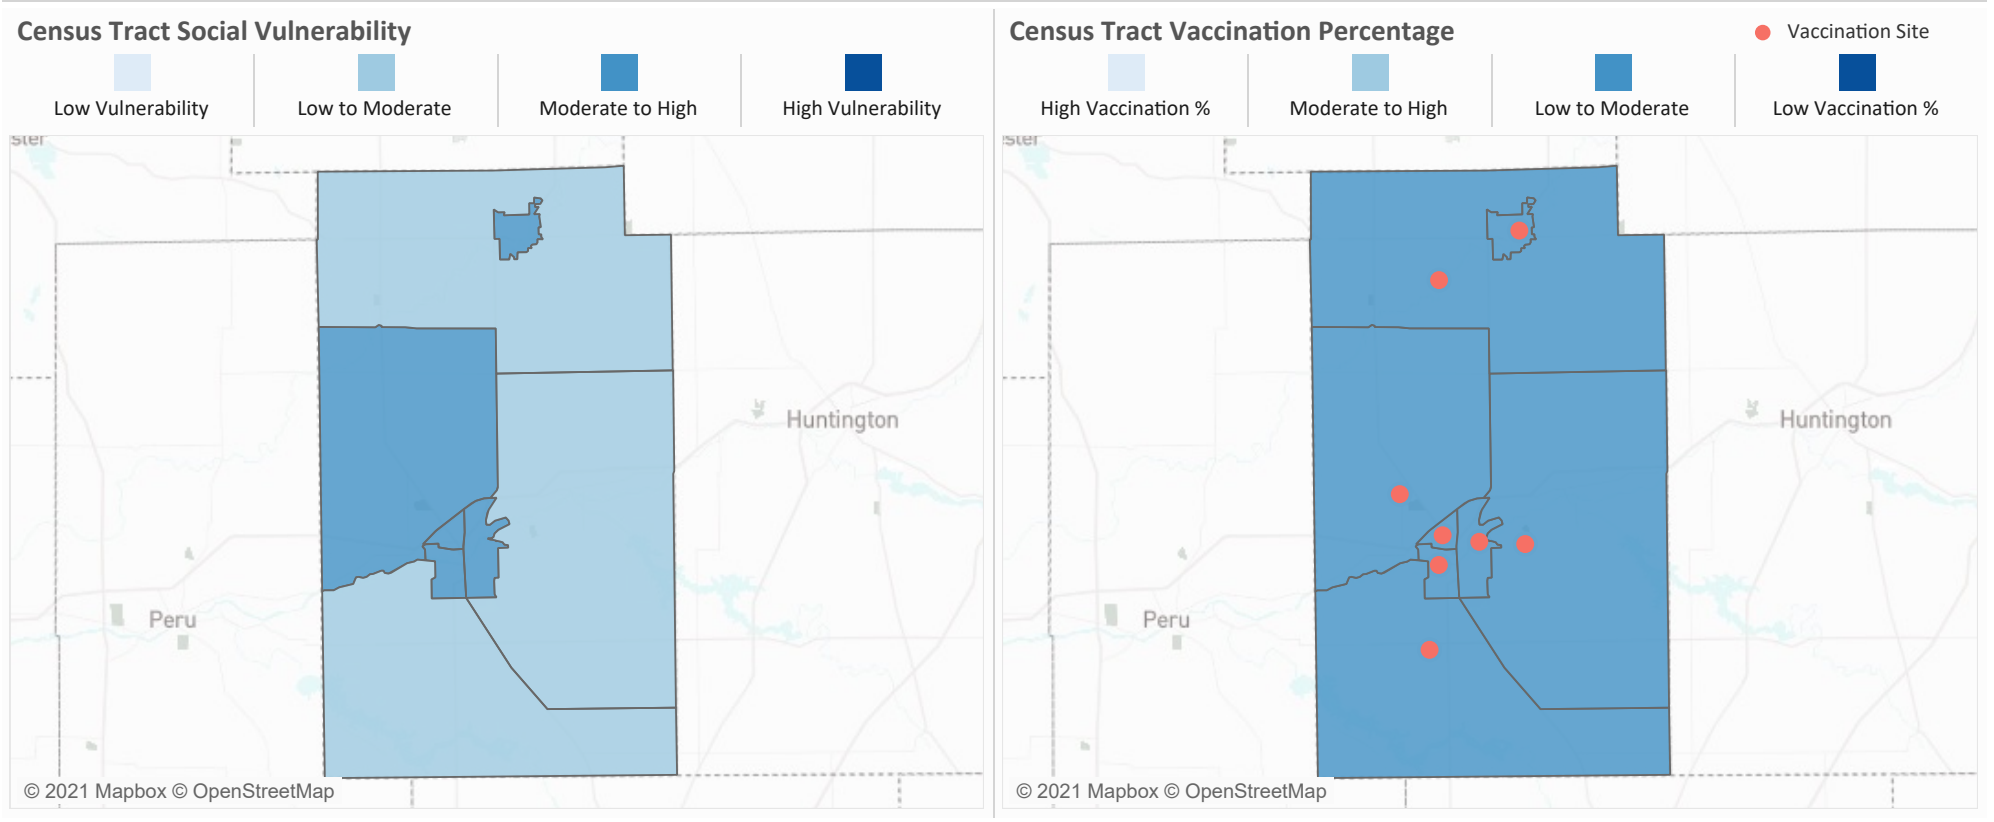 Census Tract Social Vulnerability
Low Vulnerability
Low to Moderate
Moderate to High
High Vulnerability
Huntington
Peru
© 2021 Mapbox © OpenStreetMap
Census Tract Vaccination Percentage
Vaccination Site
High Vaccination %
Moderate to High
Low to Moderate
Low Vaccination %
Huntington
Peru
© 2021 Mapbox © OpenStreetMap